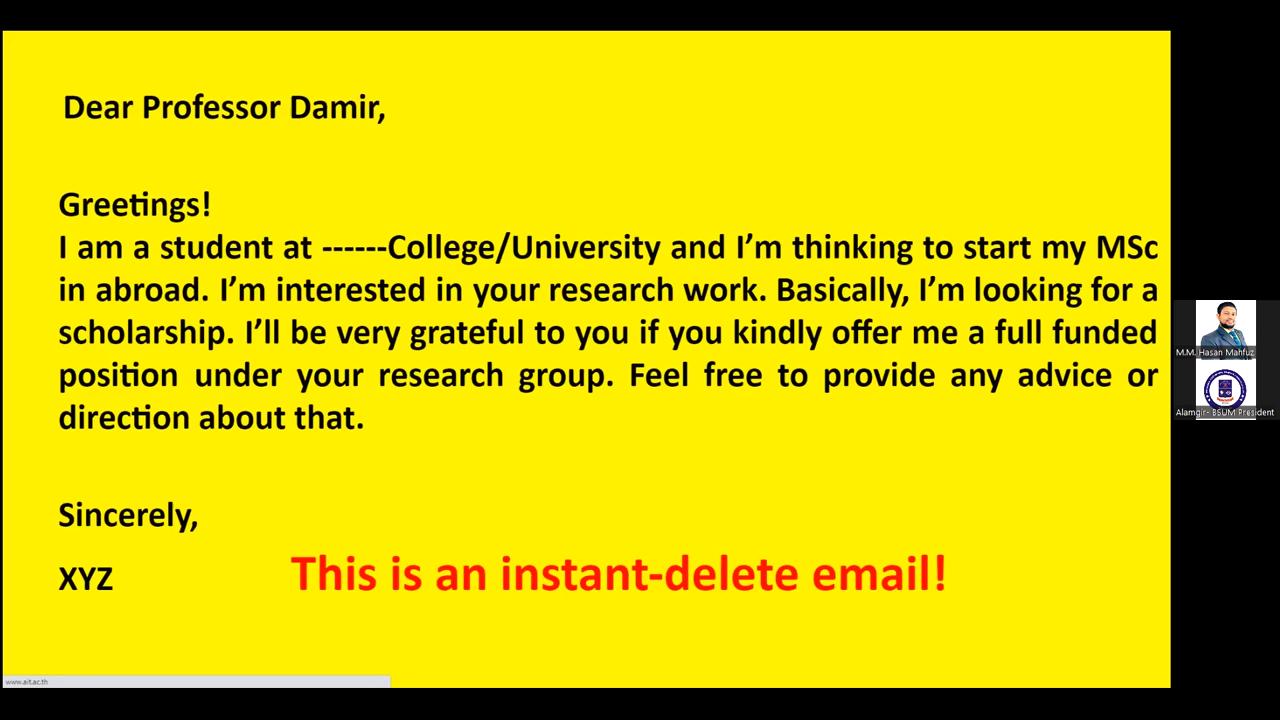 Dear Professor Damir,
Greetings!
I am a student at ------College/University and I’m thinking to start my MSc
in abroad. I’m interested in your research work. Basically, I’m looking for a
scholarship. I’ll be very grateful to you if you kindly offer me a full funded
position under your research group. Feel free to provide any advice or
direction about that.
Sincerely,
XYZ
This is an instant-delete email!
www.ait.ac.th
M.M. Hasan Mahfuz
Alamgir- BSUM President